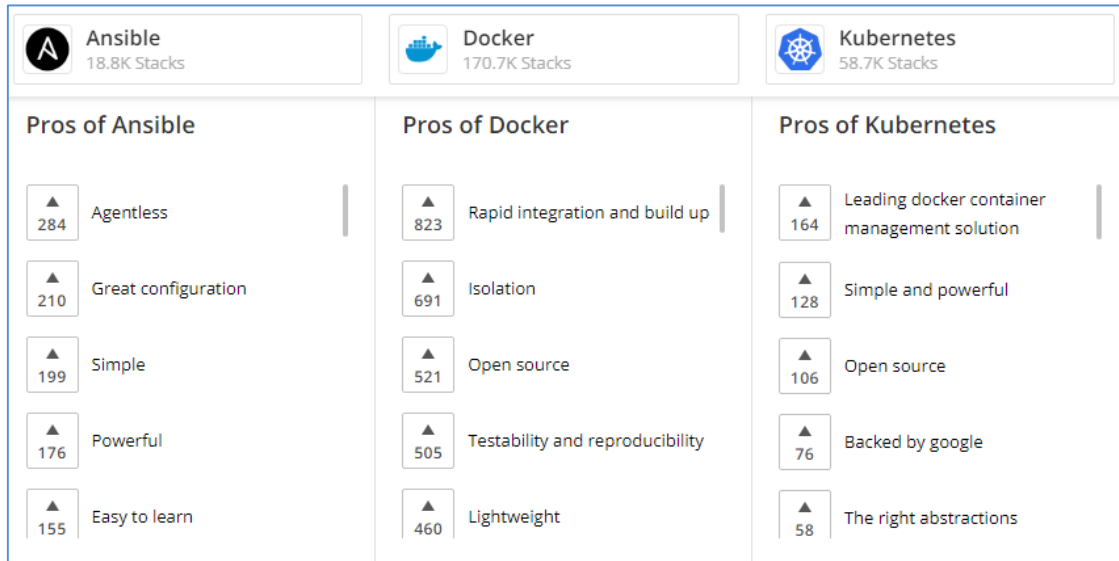 Ansible
18.8K Stacks
Docker
170.7K Stacks
Kubernetes
58.7K Stacks
Pros of Ansible
284
Agentless
210
Great configuration
199
Simple
176
Powerful
155
Easy to learn
Pros of Docker
823
Rapid integration and build up
691
Isolation
521
Open source
505
Testability and reproducibility
460
Lightweight
Pros of Kubernetes
164
Leading docker container
management solution
128
Simple and powerful
106
Open source
76
Backed by google
58
The right abstractions